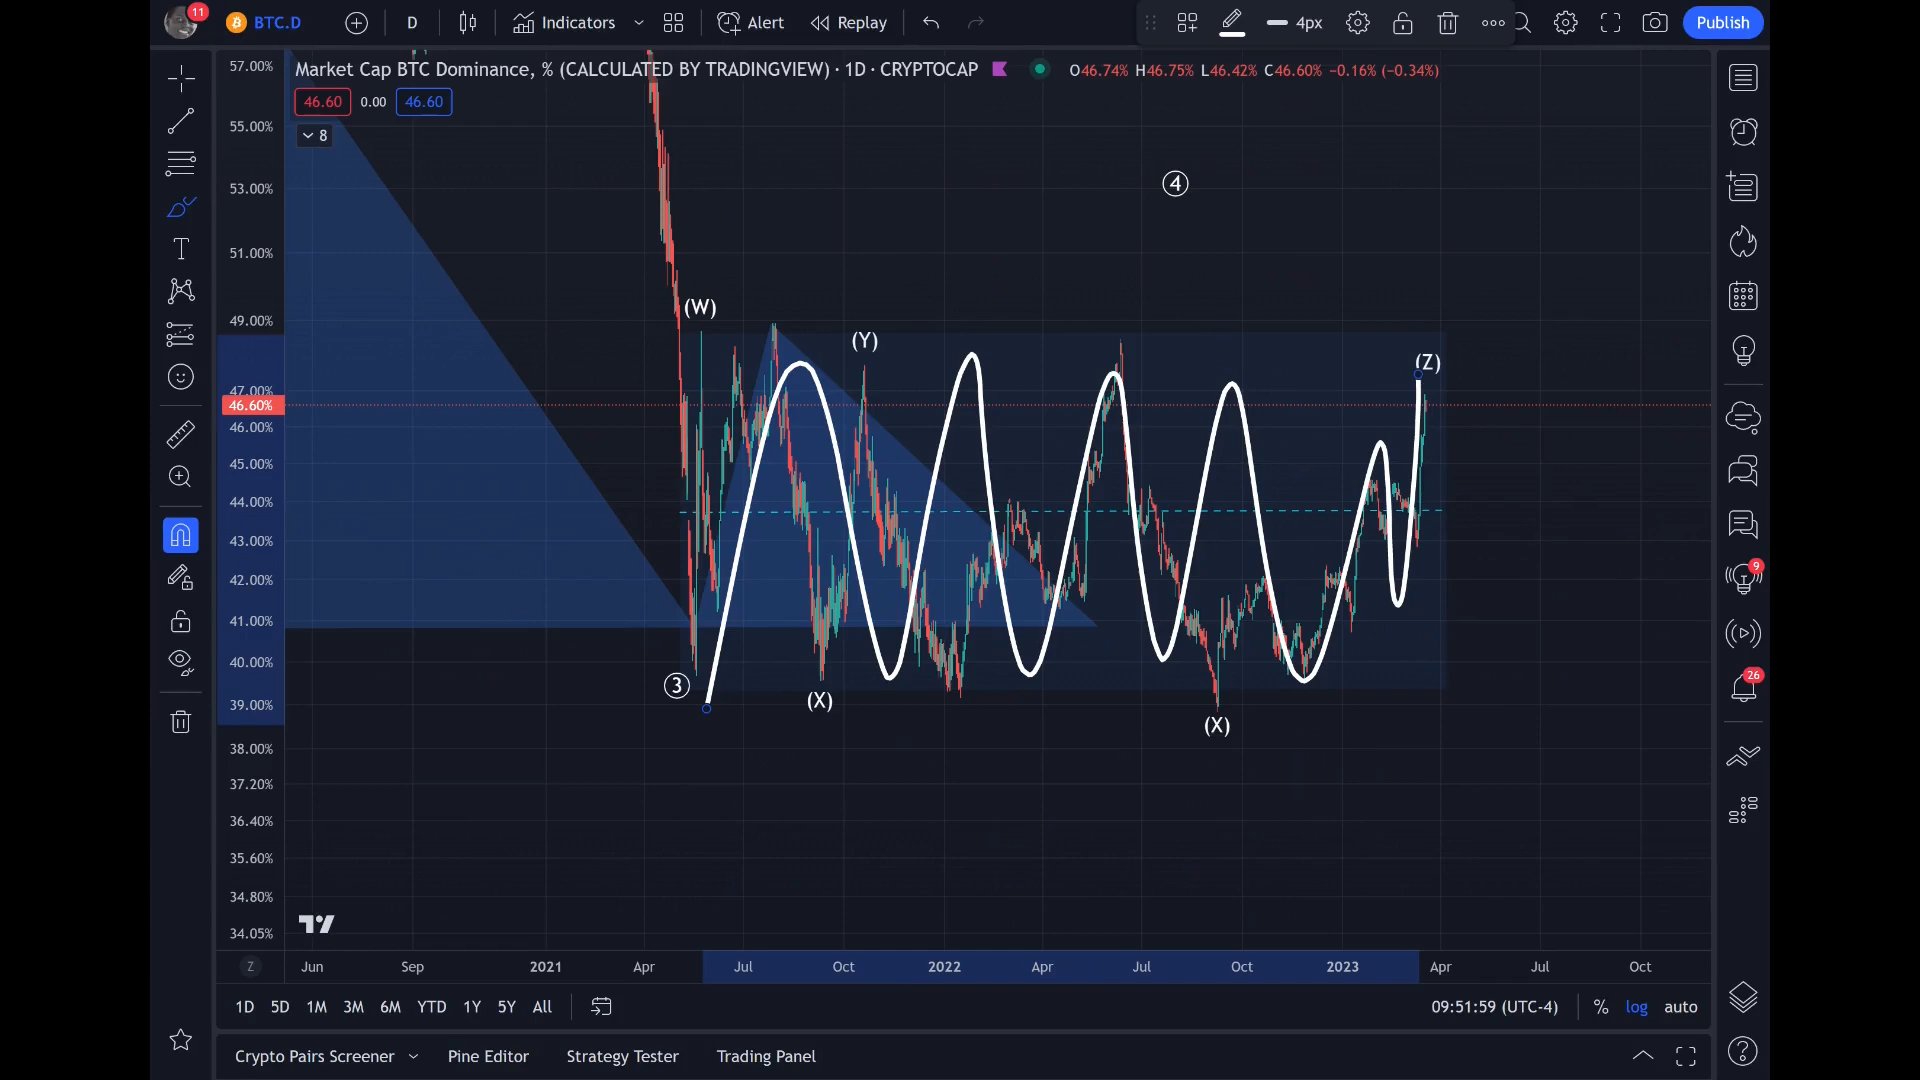 11
BTC.D
D
Indicators
Alert
Replay
4px
Publish
Market Cap BTC Dominance, % (CALCULATED BY TRADINGVIEW) · 1D · CRYPTOCAP
O46.74% H46.75% L46.42% C46.60% −0.16% (−0.34%)
46.60 0.00 46.60
8
57.00%
55.00%
53.00%
51.00%
49.00%
47.00%
46.60%
46.00%
45.00%
44.00%
43.00%
42.00%
41.00%
40.00%
39.00%
38.00%
37.20%
36.40%
35.60%
34.80%
34.05%
4
(W)
(Y)
(Z)
3
(X)
(X)
9
26
Z
Jun Sep 2021 Apr Jul Oct 2022 Apr Jul Oct 2023 Apr Jul Oct
1D 5D 1M 3M 6M YTD 1Y 5Y All
09:51:59 (UTC-4) % log auto
Crypto Pairs Screener Pine Editor Strategy Tester Trading Panel